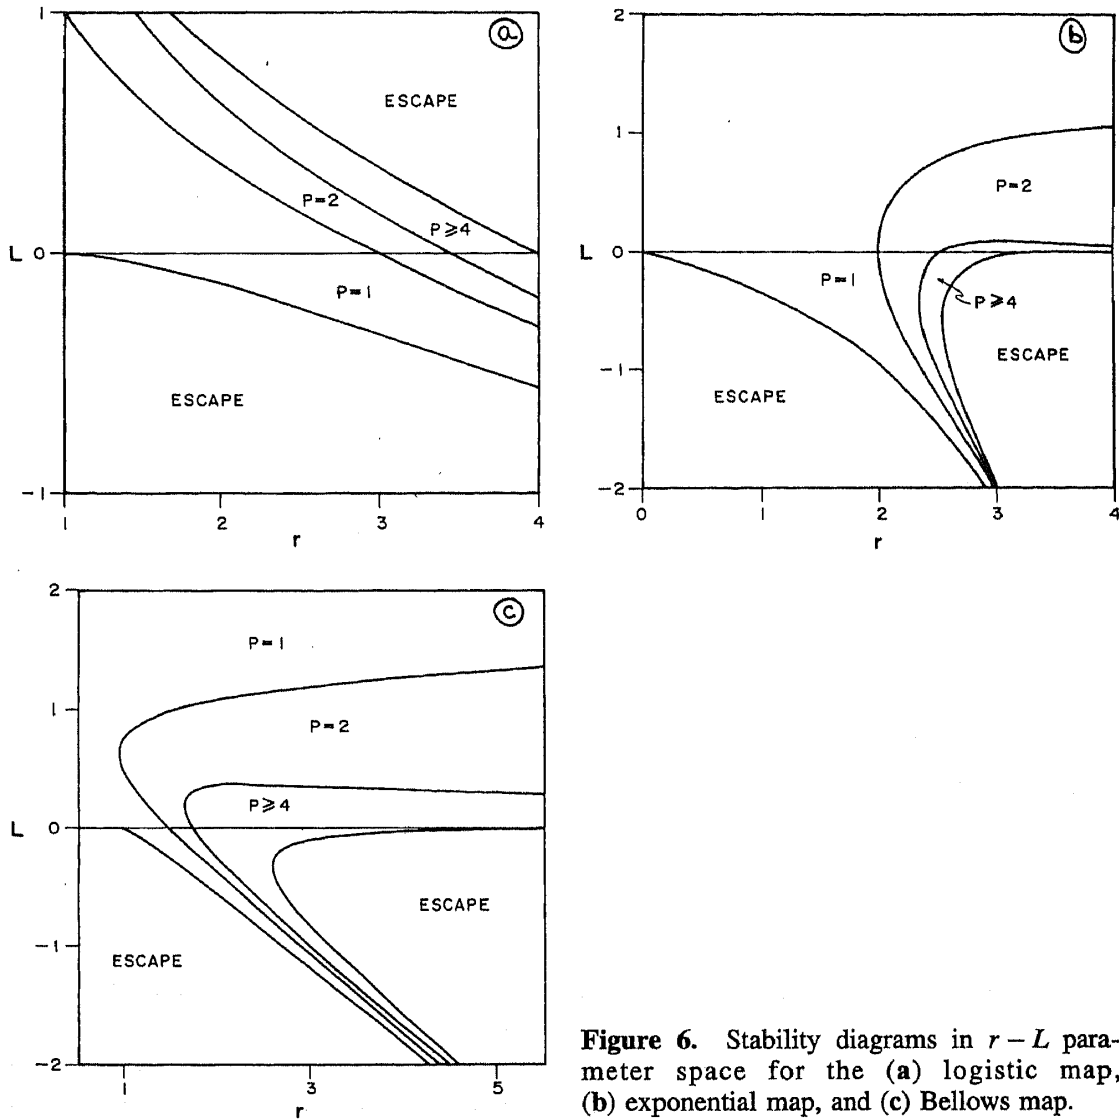 1
ⓐ
ESCAPE
P=2
P⩾4
L 0
P=1
ESCAPE
-1
1 2 3 4
r
2
ⓑ
1
P=2
L 0
P=1
P⩾4
ESCAPE
-1
ESCAPE
-2
0 1 2 3 4
r
2
ⓒ
P=1
1
P=2
P⩾4
L 0
ESCAPE
-1
ESCAPE
-2
1 3 5
r
Figure 6. Stability diagrams in r – L para-
meter space for the (a) logistic map,
(b) exponential map, and (c) Bellows map.